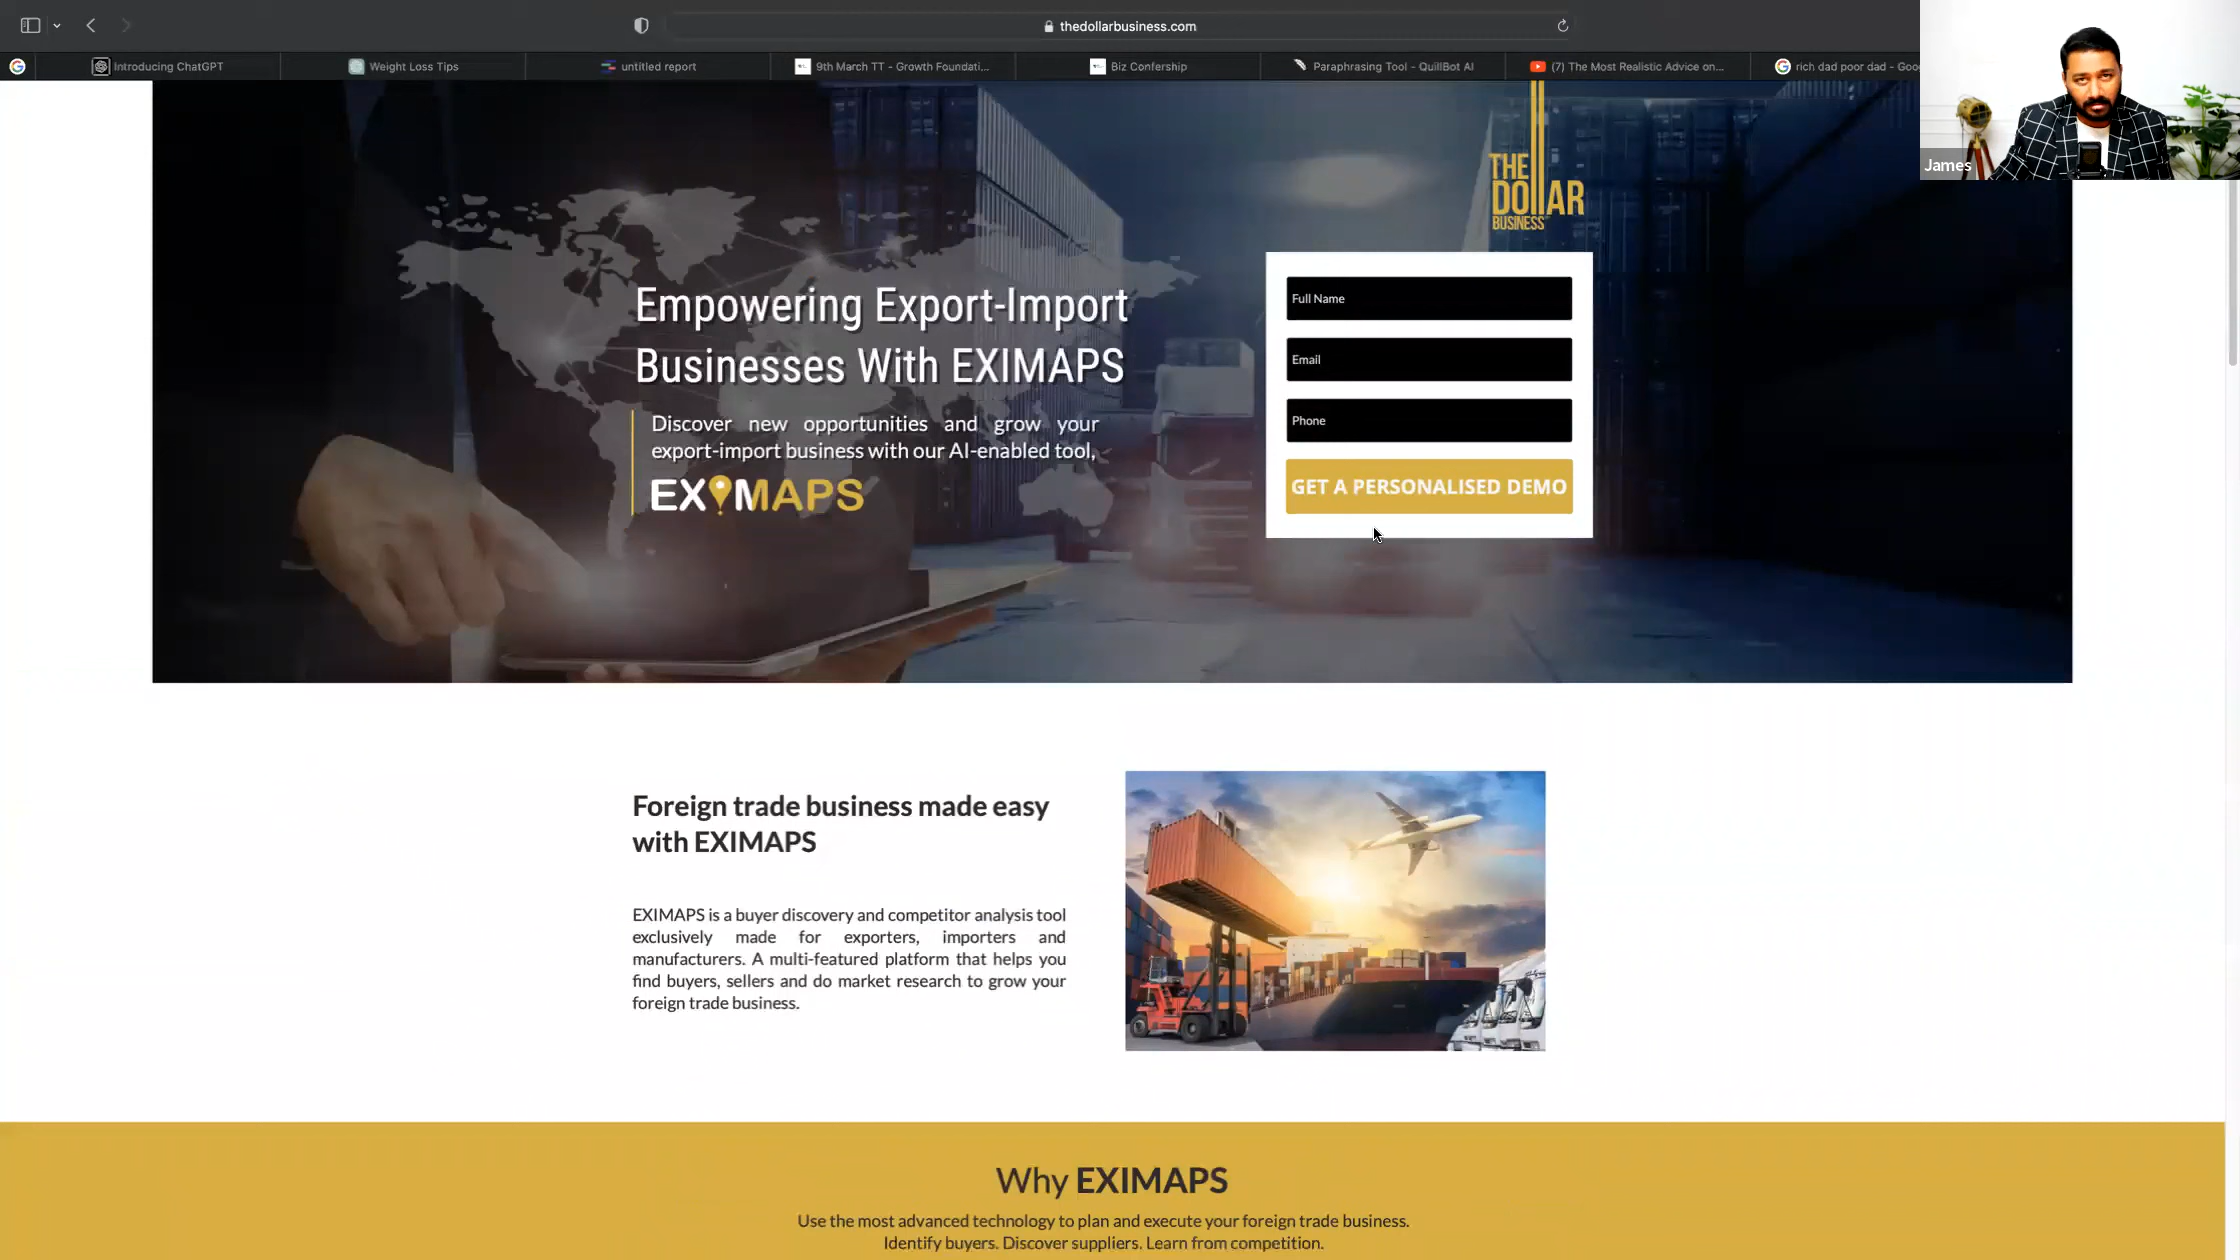 thedollarbusiness.com
Introducing ChatGPT
Weight Loss Tips
untitled report
9th March TT - Growth Foundati...
Biz Confership
Paraphrasing Tool - QuillBot AI
(7) The Most Realistic Advice on...
rich dad poor dad - Goo
James
THE
DOLLAR
BUSINESS
Empowering Export-Import
Businesses With EXIMAPS
Discover new opportunities and grow your
export-import business with our AI-enabled tool,
EXIMAPS
Full Name
Email
Phone
GET A PERSONALISED DEMO
Foreign trade business made easy
with EXIMAPS
EXIMAPS is a buyer discovery and competitor analysis tool
exclusively made for exporters, importers and
manufacturers. A multi-featured platform that helps you
find buyers, sellers and do market research to grow your
foreign trade business.
Why EXIMAPS
Use the most advanced technology to plan and execute your foreign trade business.
Identify buyers. Discover suppliers. Learn from competition.